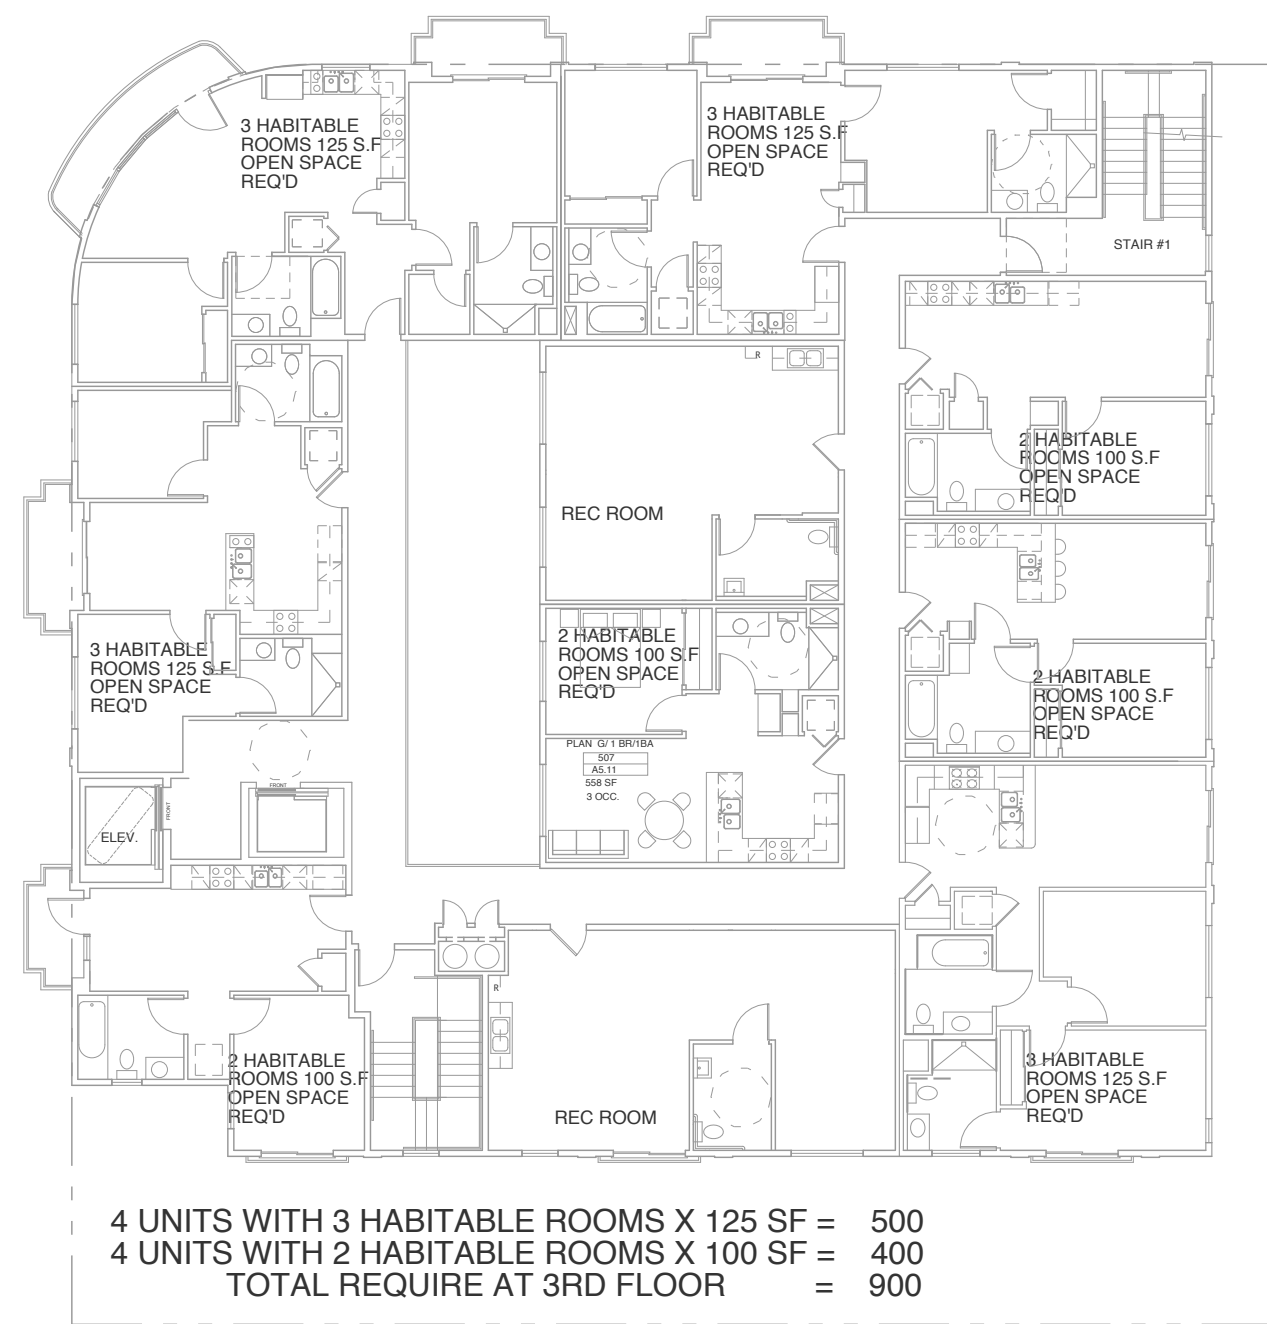 3 HABITABLE
ROOMS 125 S.F
OPEN SPACE
REQ'D
3 HABITABLE
ROOMS 125 S.F
OPEN SPACE
REQ'D
STAIR #1
R
2 HABITABLE
ROOMS 100 S.F
OPEN SPACE
REQ'D
REC ROOM
3 HABITABLE
ROOMS 125 S.F
OPEN SPACE
REQ'D
2 HABITABLE
ROOMS 100 S.F
OPEN SPACE
REQ'D
2 HABITABLE
ROOMS 100 S.F
OPEN SPACE
REQ'D
PLAN G/ 1 BR/1BA
507
A5.11
558 SF
3 OCC.
FRONT
FRONT
ELEV.
R
2 HABITABLE
ROOMS 100 S.F
OPEN SPACE
REQ'D
REC ROOM
3 HABITABLE
ROOMS 125 S.F
OPEN SPACE
REQ'D
4 UNITS WITH 3 HABITABLE ROOMS X 125 SF = 500
4 UNITS WITH 2 HABITABLE ROOMS X 100 SF = 400
TOTAL REQUIRE AT 3RD FLOOR = 900